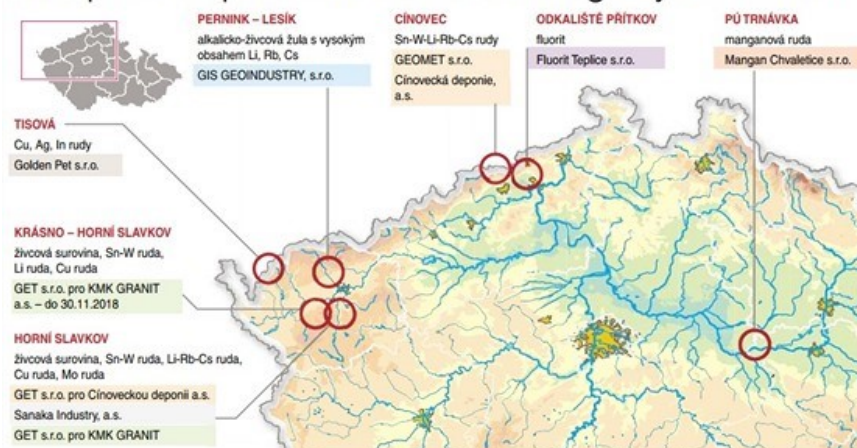 PERNINK – LESÍK
alkalicko-živcová žula s vysokým
obsahem Li, Rb, Cs
GIS GEOINDUSTRY, s.r.o.
CÍNOVEC
Sn-W-Li-Rb-Cs rudy
GEOMET s.r.o.
Cínovecká deponie,
a.s.
ODKALIŠTĚ PŘÍTKOV
fluorit
Fluorit Teplice s.r.o.
PÚ TRNÁVKA
manganová ruda
Mangan Chvaletice s.r.o.
TISOVÁ
Cu, Ag, In rudy
Golden Pet s.r.o.
KRÁSNO – HORNÍ SLAVKOV
živcová surovina, Sn-W ruda,
Li ruda, Cu ruda
GET s.r.o. pro KMK GRANIT
a.s. – do 30.11.2018
HORNÍ SLAVKOV
živcová surovina, Sn-W ruda, Li-Rb-Cs ruda,
Cu ruda, Mo ruda
GET s.r.o. pro Cínoveckou deponii a.s.
Sanaka Industry, a.s.
GET s.r.o. pro KMK GRANIT